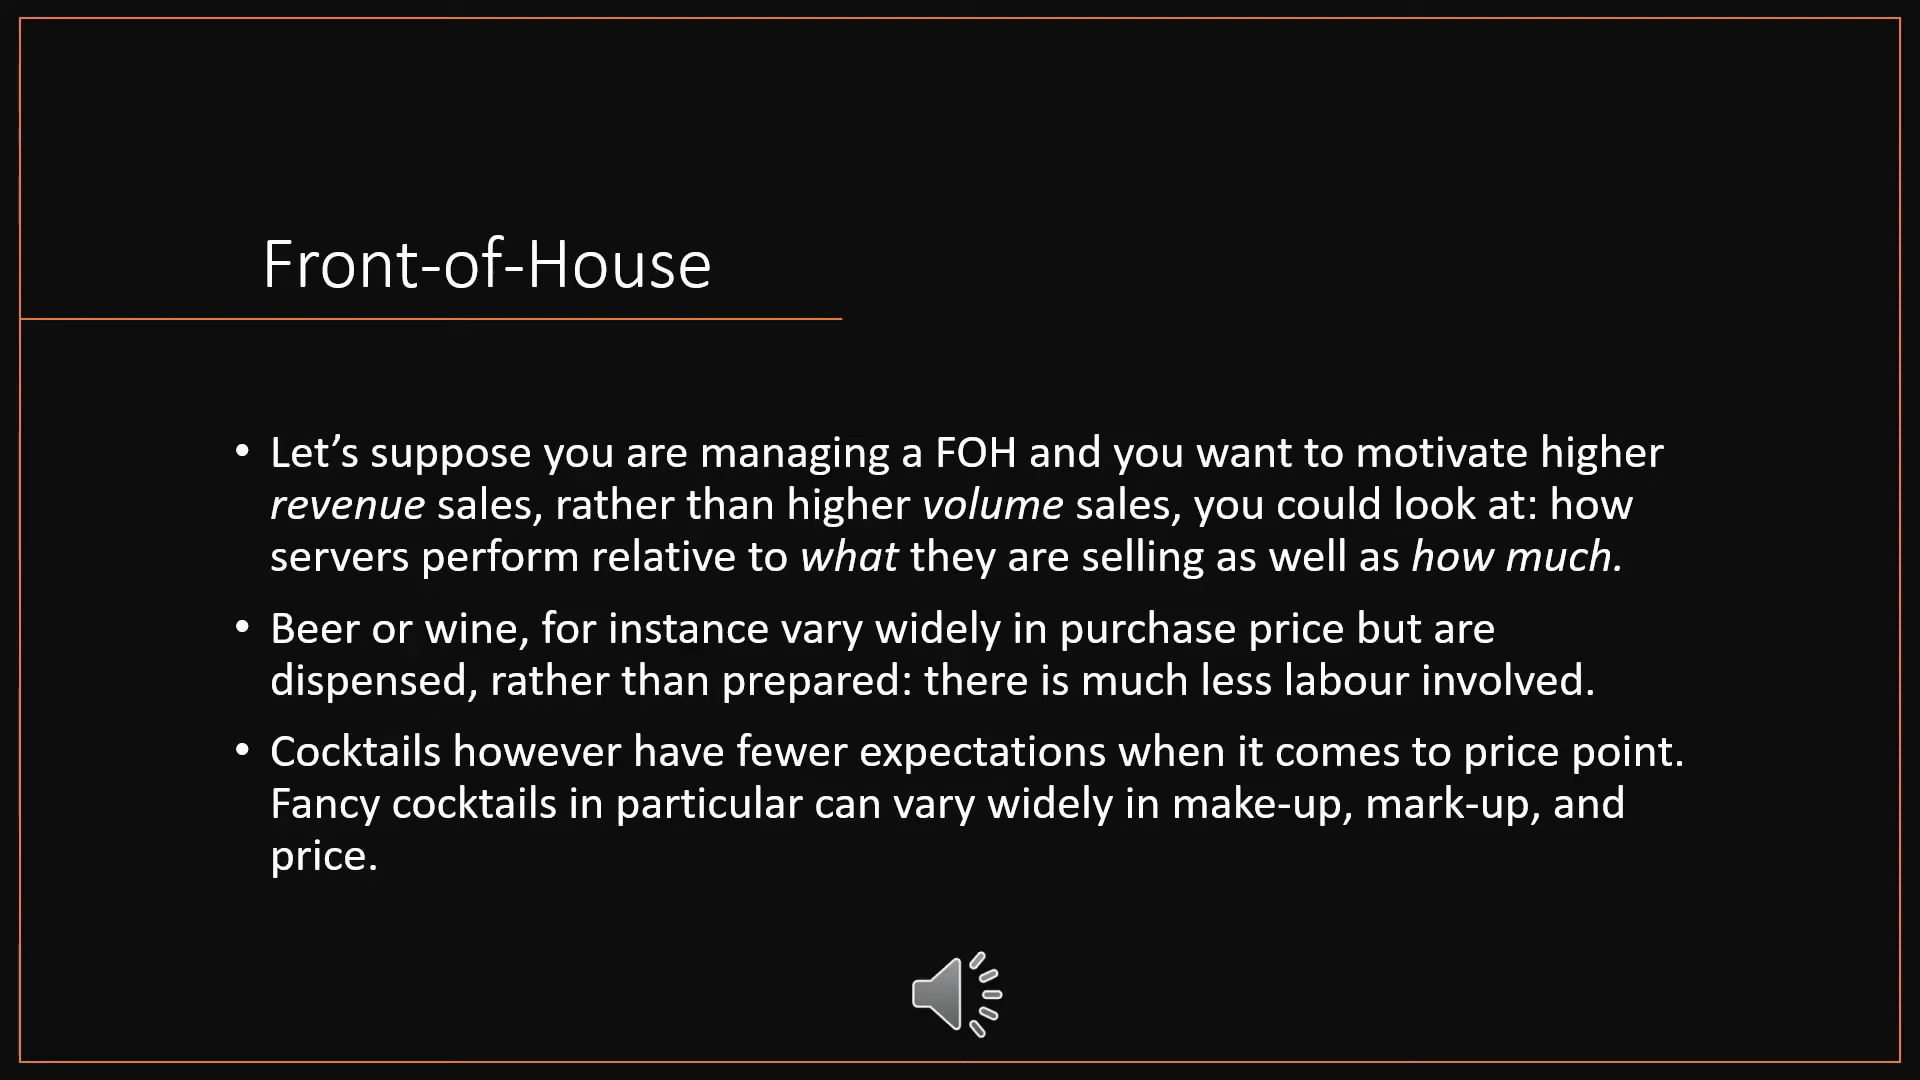 Front-of-House
• Let’s suppose you are managing a FOH and you want to motivate higher
revenue sales, rather than higher volume sales, you could look at: how
servers perform relative to what they are selling as well as how much.
• Beer or wine, for instance vary widely in purchase price but are
dispensed, rather than prepared: there is much less labour involved.
• Cocktails however have fewer expectations when it comes to price point.
Fancy cocktails in particular can vary widely in make-up, mark-up, and
price.